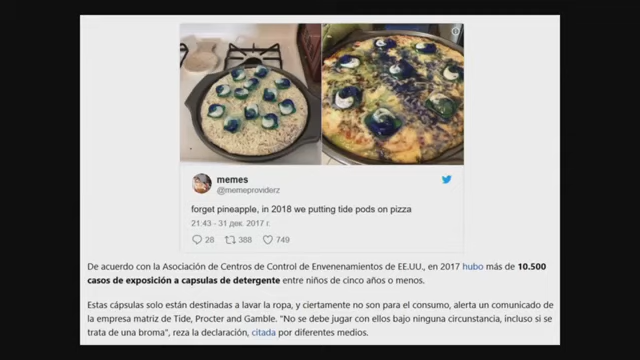 memes
@memeproviderz
forget pineapple, in 2018 we putting tide pods on pizza
21:43 - 31 дек. 2017 г.
28 388 749
De acuerdo con la Asociación de Centros de Control de Envenenamientos de EE.UU., en 2017 hubo más de 10.500
casos de exposición a capsulas de detergente entre niños de cinco años o menos.
Estas cápsulas solo están destinadas a lavar la ropa, y ciertamente no son para el consumo, alerta un comunicado de
la empresa matriz de Tide, Procter and Gamble. "No se debe jugar con ellos bajo ninguna circunstancia, incluso si se
trata de una broma", reza la declaración, citada por diferentes medios.